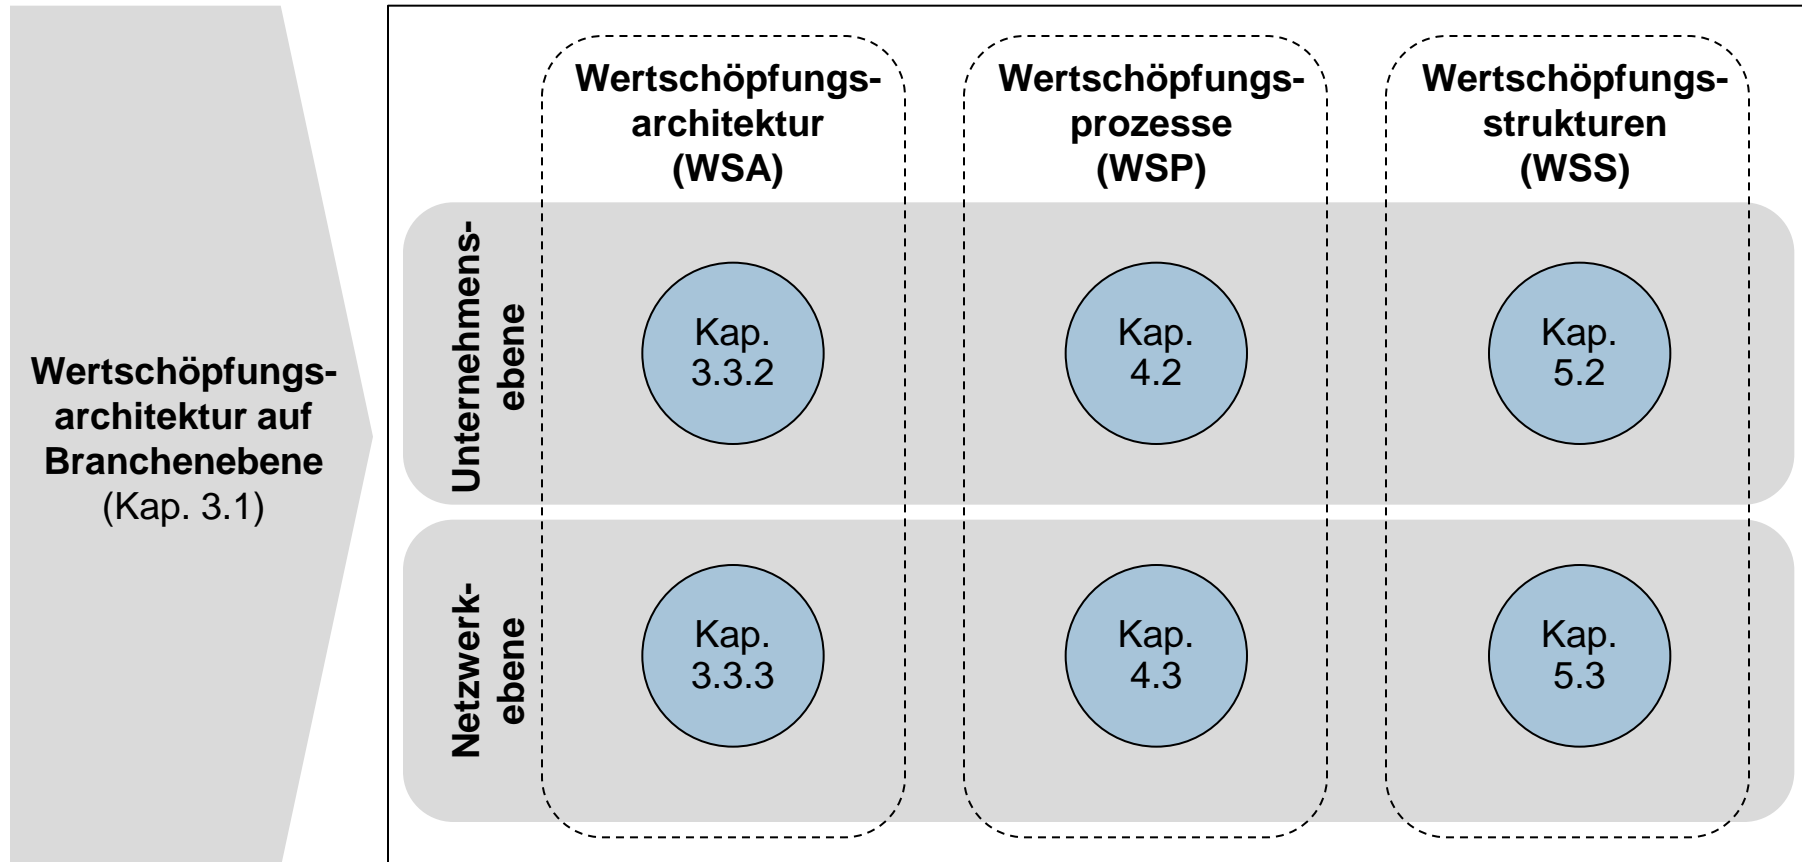 Wertschöpfungs-
architektur auf
Branchenebene
(Kap. 3.1)
Wertschöpfungs-
architektur
(WSA)
Wertschöpfungs-
prozesse
(WSP)
Wertschöpfungs-
strukturen
(WSS)
Unternehmens-
ebene
Kap.
3.3.2
Kap.
4.2
Kap.
5.2
Netzwerk-
ebene
Kap.
3.3.3
Kap.
4.3
Kap.
5.3